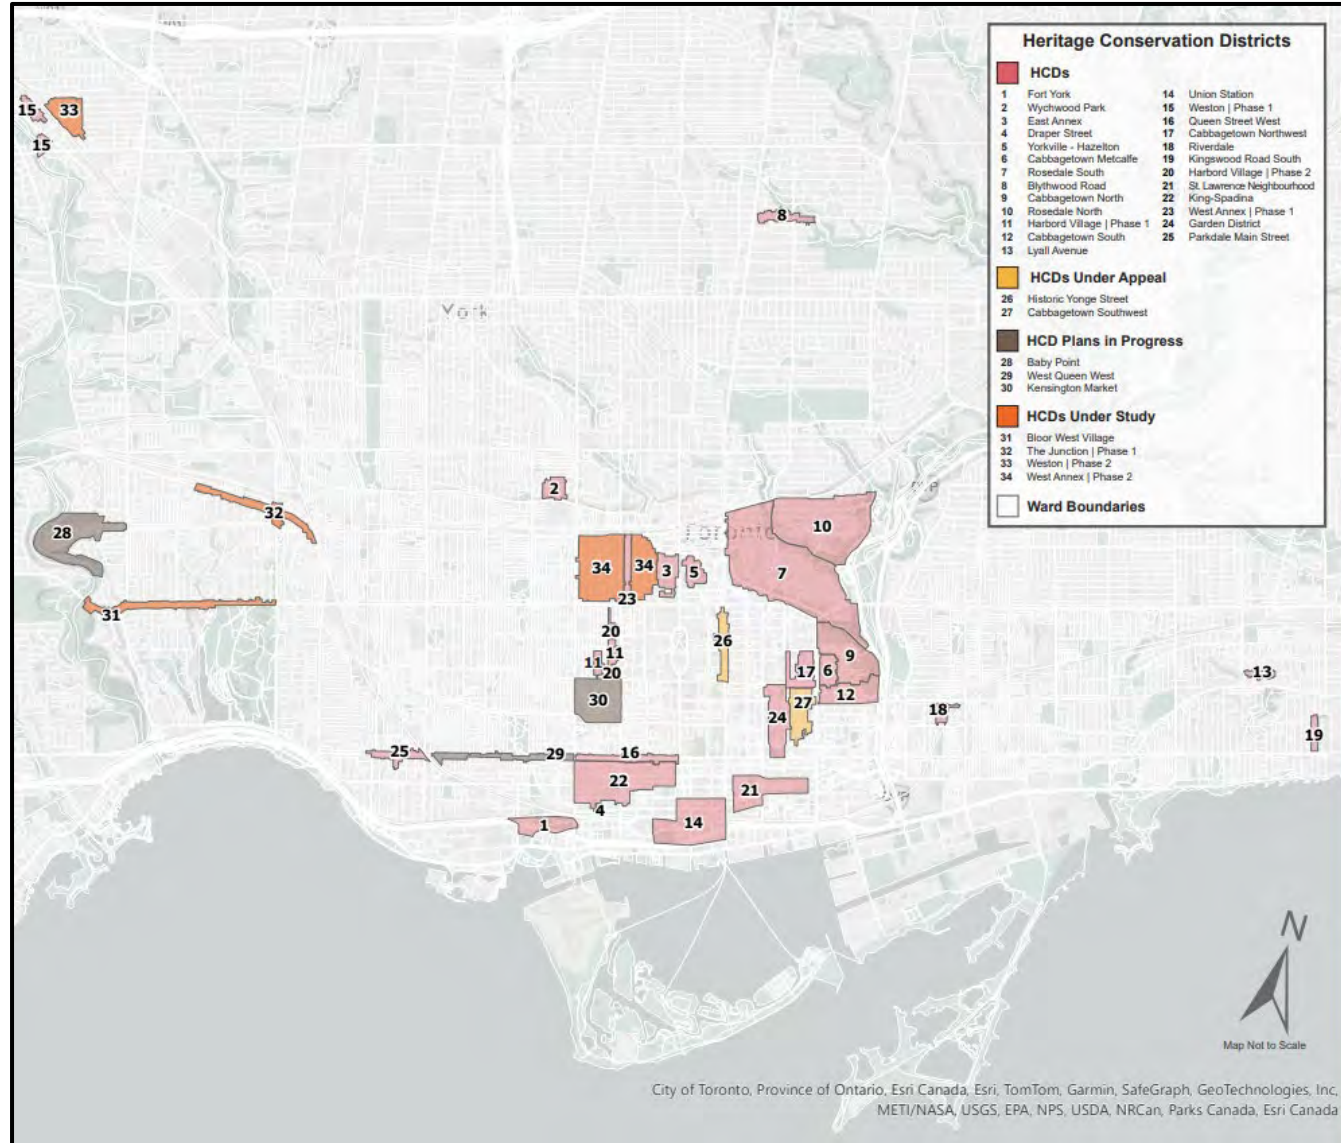 Heritage Conservation Districts
HCDs
1 Fort York
2 Wychwood Park
3 East Annex
4 Draper Street
5 Yorkville - Hazelton
6 Cabbagetown Metcalfe
7 Rosedale South
8 Blythwood Road
9 Cabbagetown North
10 Rosedale North
11 Harbord Village | Phase 1
12 Cabbagetown South
13 Lyall Avenue
14 Union Station
15 Weston | Phase 1
16 Queen Street West
17 Cabbagetown Northwest
18 Riverdale
19 Kingswood Road South
20 Harbord Village | Phase 2
21 St. Lawrence Neighbourhood
22 King-Spadina
23 West Annex | Phase 1
24 Garden District
25 Parkdale Main Street
HCDs Under Appeal
26 Historic Yonge Street
27 Cabbagetown Southwest
HCD Plans in Progress
28 Baby Point
29 West Queen West
30 Kensington Market
HCDs Under Study
31 Bloor West Village
32 The Junction | Phase 1
33 Weston | Phase 2
34 West Annex | Phase 2
Ward Boundaries
15
33
15
8
York
2
32
28
10
Toronto
34
34
3
5
7
23
31
20
26
11
11
20
9
17
6
13
30
12
27
24
18
19
25
29
16
22
21
4
14
1
N
Map Not to Scale
City of Toronto, Province of Ontario, Esri Canada, Esri, TomTom, Garmin, SafeGraph, GeoTechnologies, Inc,
METI/NASA, USGS, EPA, NPS, USDA, NRCan, Parks Canada, Esri Canada